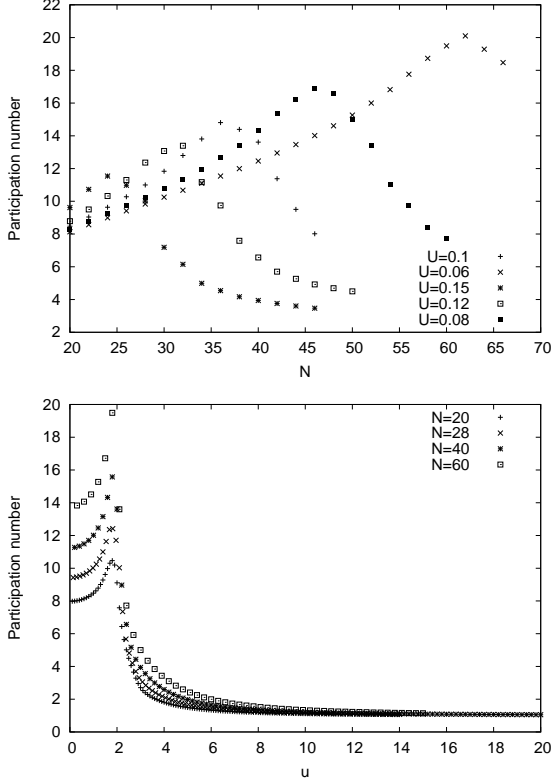 22
20
18
16
14
12
10
8
6
4
2
Participation number
U=0.1
U=0.06
U=0.15
U=0.12
U=0.08
20 25 30 35 40 45 50 55 60 65 70
N
20
18
16
14
12
10
8
6
4
2
0
Participation number
N=20
N=28
N=40
N=60
0 2 4 6 8 10 12 14 16 18 20
u